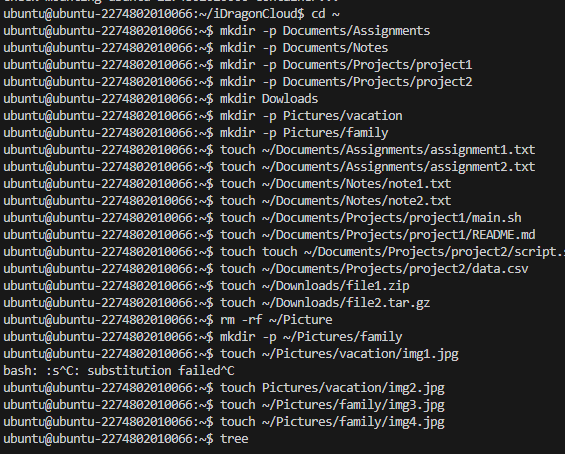 ubuntu@ubuntu-2274802010066:~/iDragonCloud$ cd ~
ubuntu@ubuntu-2274802010066:~$ mkdir -p Documents/Assignments
ubuntu@ubuntu-2274802010066:~$ mkdir -p Documents/Notes
ubuntu@ubuntu-2274802010066:~$ mkdir -p Documents/Projects/project1
ubuntu@ubuntu-2274802010066:~$ mkdir -p Documents/Projects/project2
ubuntu@ubuntu-2274802010066:~$ mkdir Dowloads
ubuntu@ubuntu-2274802010066:~$ mkdir -p Pictures/vacation
ubuntu@ubuntu-2274802010066:~$ mkdir -p Pictures/family
ubuntu@ubuntu-2274802010066:~$ touch ~/Documents/Assignments/assignment1.txt
ubuntu@ubuntu-2274802010066:~$ touch ~/Documents/Assignments/assignment2.txt
ubuntu@ubuntu-2274802010066:~$ touch ~/Documents/Notes/note1.txt
ubuntu@ubuntu-2274802010066:~$ touch ~/Documents/Notes/note2.txt
ubuntu@ubuntu-2274802010066:~$ touch ~/Documents/Projects/project1/main.sh
ubuntu@ubuntu-2274802010066:~$ touch ~/Documents/Projects/project1/README.md
ubuntu@ubuntu-2274802010066:~$ touch touch ~/Documents/Projects/project2/script.
ubuntu@ubuntu-2274802010066:~$ touch ~/Documents/Projects/project2/data.csv
ubuntu@ubuntu-2274802010066:~$ touch ~/Downloads/file1.zip
ubuntu@ubuntu-2274802010066:~$ touch ~/Downloads/file2.tar.gz
ubuntu@ubuntu-2274802010066:~$ rm -rf ~/Picture
ubuntu@ubuntu-2274802010066:~$ mkdir -p ~/Pictures/family
ubuntu@ubuntu-2274802010066:~$ touch ~/Pictures/vacation/img1.jpg
bash: :s^C: substitution failed^C
ubuntu@ubuntu-2274802010066:~$ touch Pictures/vacation/img2.jpg
ubuntu@ubuntu-2274802010066:~$ touch ~/Pictures/family/img3.jpg
ubuntu@ubuntu-2274802010066:~$ touch ~/Pictures/family/img4.jpg
ubuntu@ubuntu-2274802010066:~$ tree